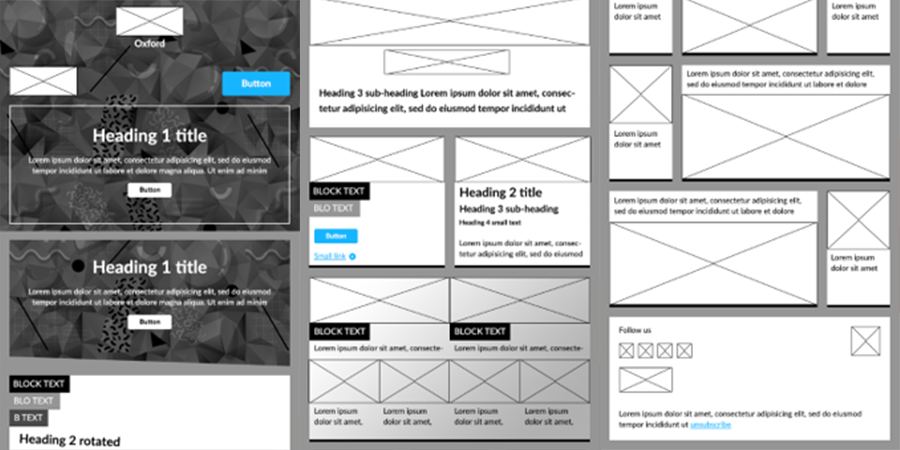 Oxford
Button
Heading 1 title
Lorem ipsum dolor sit amet, consectetur adipisicing elit, sed do eiusmod
tempor incididunt ut labore et dolore magna aliqua. Ut enim ad minim
Button
Heading 1 title
Lorem ipsum dolor sit amet, consectetur adipisicing elit, sed do eiusmod
tempor incididunt ut labore et dolore magna aliqua. Ut enim ad minim
Button
BLOCK TEXT
BLO TEXT
B TEXT
Heading 2 rotated
Heading 3 sub-heading Lorem ipsum dolor sit amet, consec-
tetur adipisicing elit, sed do eiusmod tempor incididunt ut
BLOCK TEXT
BLO TEXT
Button
Small link
Heading 2 title
Heading 3 sub-heading
Heading 4 small text
Lorem ipsum dolor sit amet, consec-
tetur adipisicing elit, sed do eiusmod
BLOCK TEXT
Lorem ipsum dolor sit amet, consecte-
BLOCK TEXT
Lorem ipsum dolor sit amet, consecte-
Lorem ipsum
dolor sit amet,
Lorem ipsum
dolor sit amet,
Lorem ipsum
dolor sit amet,
Lorem ipsum
dolor sit amet,
Lorem ipsum
dolor sit amet
Lorem ipsum
dolor sit amet
Lorem ipsum
dolor sit amet
Lorem ipsum dolor sit amet, consectetur adipisicing elit,
sed do eiusmod tempor incididunt ut labore et dolore
Lorem ipsum dolor sit amet, consectetur adipisicing elit,
sed do eiusmod tempor incididunt ut labore et dolore
Lorem ipsum
dolor sit amet
Follow us
Lorem ipsum dolor sit amet, consectetur adipisicing elit, sed do eiusmod
tempor incididunt ut unsubscribe